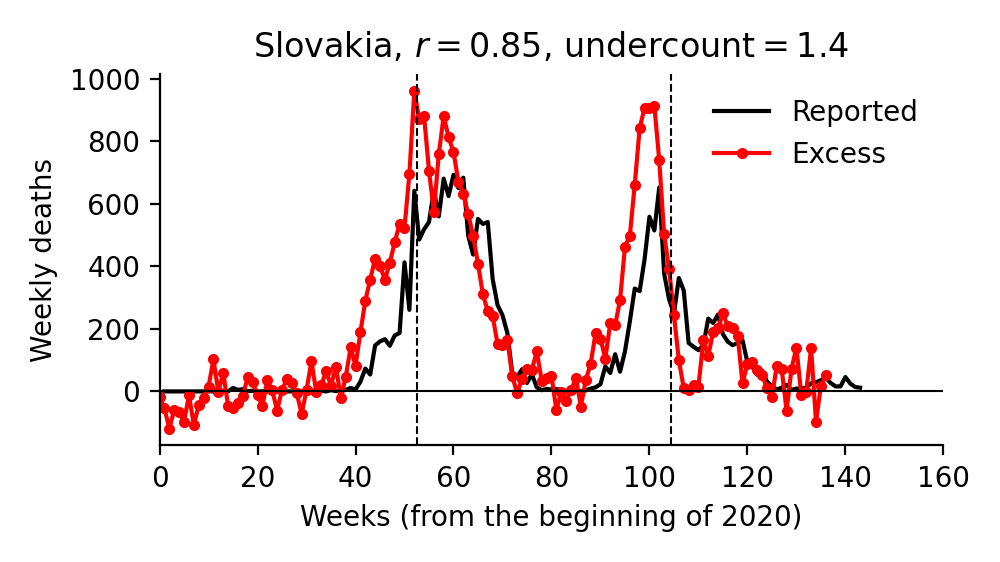 Slovakia, r = 0.85, undercount = 1.4
Weekly deaths
1000
800
600
400
200
0
Reported
Excess
0 20 40 60 80 100 120 140 160
Weeks (from the beginning of 2020)